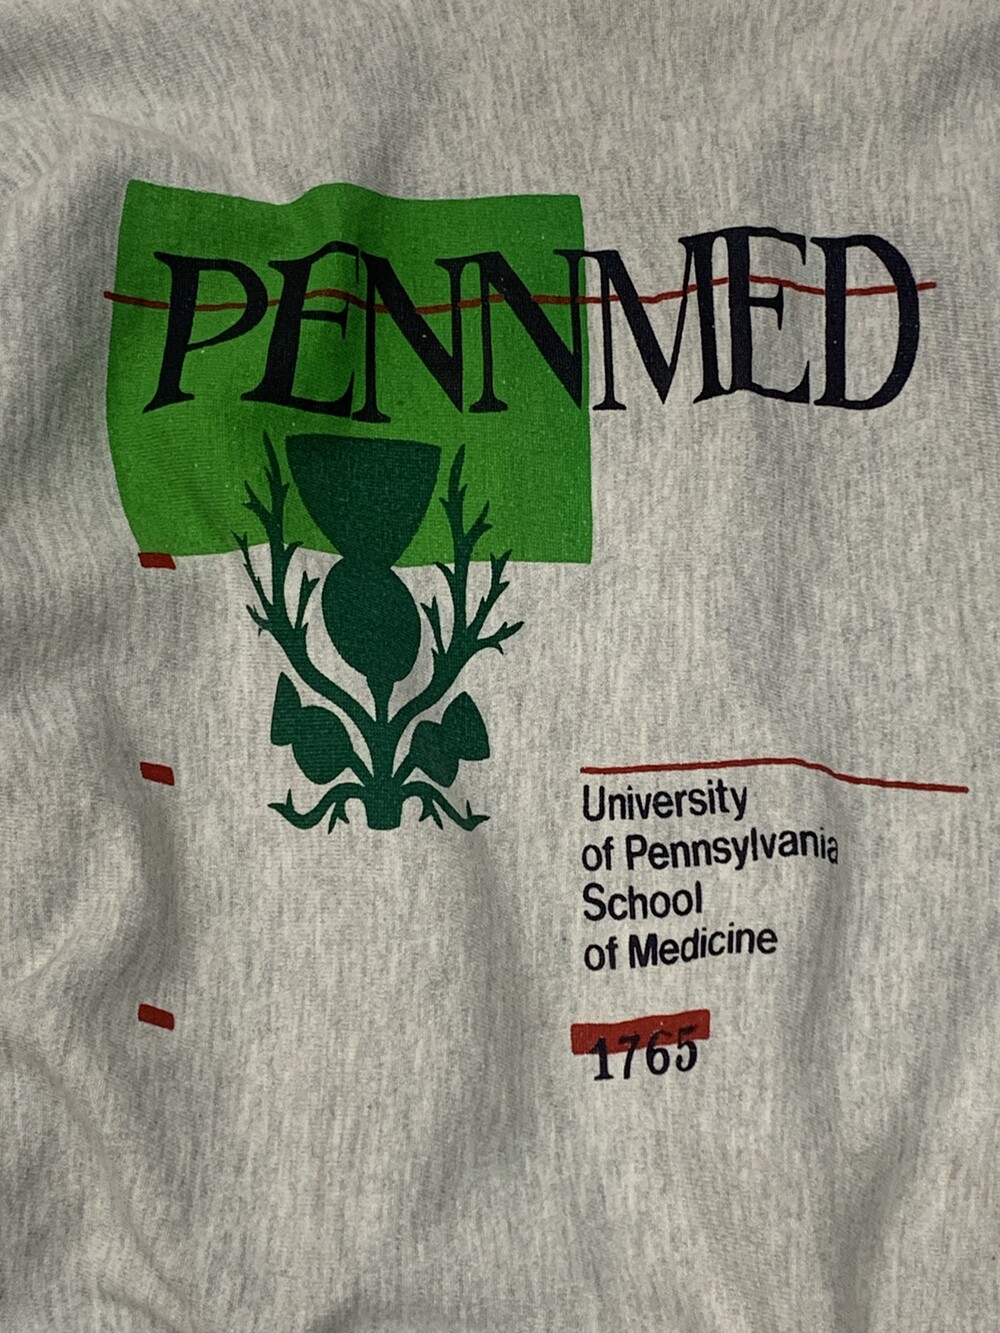 PENNMED
University
of Pennsylvania
School
of Medicine
1765